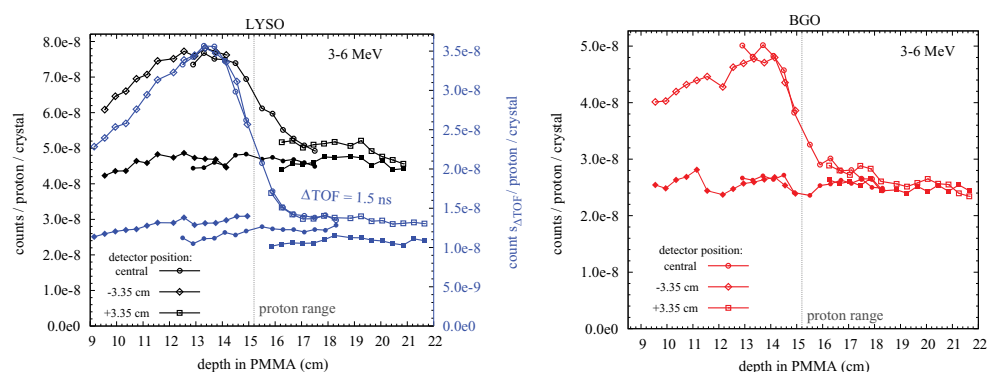 LYSO
8.0e-8
7.0e-8
6.0e-8
5.0e-8
4.0e-8
3.0e-8
2.0e-8
1.0e-8
0.0e0
counts / proton / crystal
3-6 MeV
ΔTOF = 1.5 ns
detector position:
central
-3.35 cm
+3.35 cm
proton range
3.5e-8
3.0e-8
2.5e-8
2.0e-8
1.5e-8
1.0e-8
5.0e-9
0.0e0
count sΔTOF / proton / crystal
9 10 11 12 13 14 15 16 17 18 19 20 21 22
depth in PMMA (cm)
BGO
5.0e-8
4.0e-8
3.0e-8
2.0e-8
1.0e-8
0.0e0
counts / proton / crystal
3-6 MeV
detector position:
central
-3.35 cm
+3.35 cm
proton range
9 10 11 12 13 14 15 16 17 18 19 20 21 22
depth in PMMA (cm)